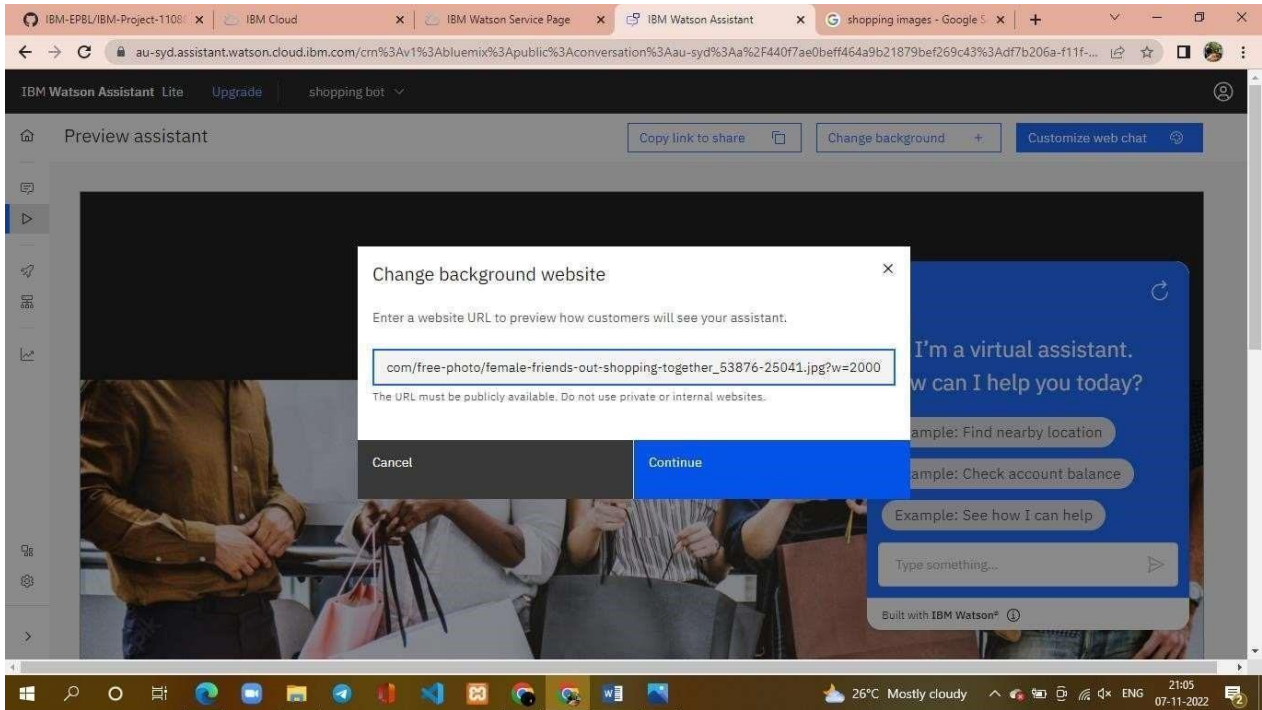 IBM-EPBL/IBM-Project-1108
IBM Cloud
IBM Watson Service Page
IBM Watson Assistant
shopping images - Google S
au-syd.assistant.watson.cloud.ibm.com/crn%3Av1%3Abluemix%3Apublic%3Aconversation%3Aau-syd%3Aa%2F440f7ae0beff464a9b21879bef269c43%3Adf7b206a-f11f-...
IBM Watson Assistant Lite
Upgrade
shopping bot
Preview assistant
Copy link to share
Change background +
Customize web chat
Change background website
Enter a website URL to preview how customers will see your assistant.
com/free-photo/female-friends-out-shopping-together_53876-25041.jpg?w=2000
The URL must be publicly available. Do not use private or internal websites.
Cancel
Continue
I'm a virtual assistant.
w can I help you today?
ample: Find nearby location
ample: Check account balance
Example: See how I can help
Type something...
Built with IBM Watson®
26°C Mostly cloudy
ENG
21:05
07-11-2022
2